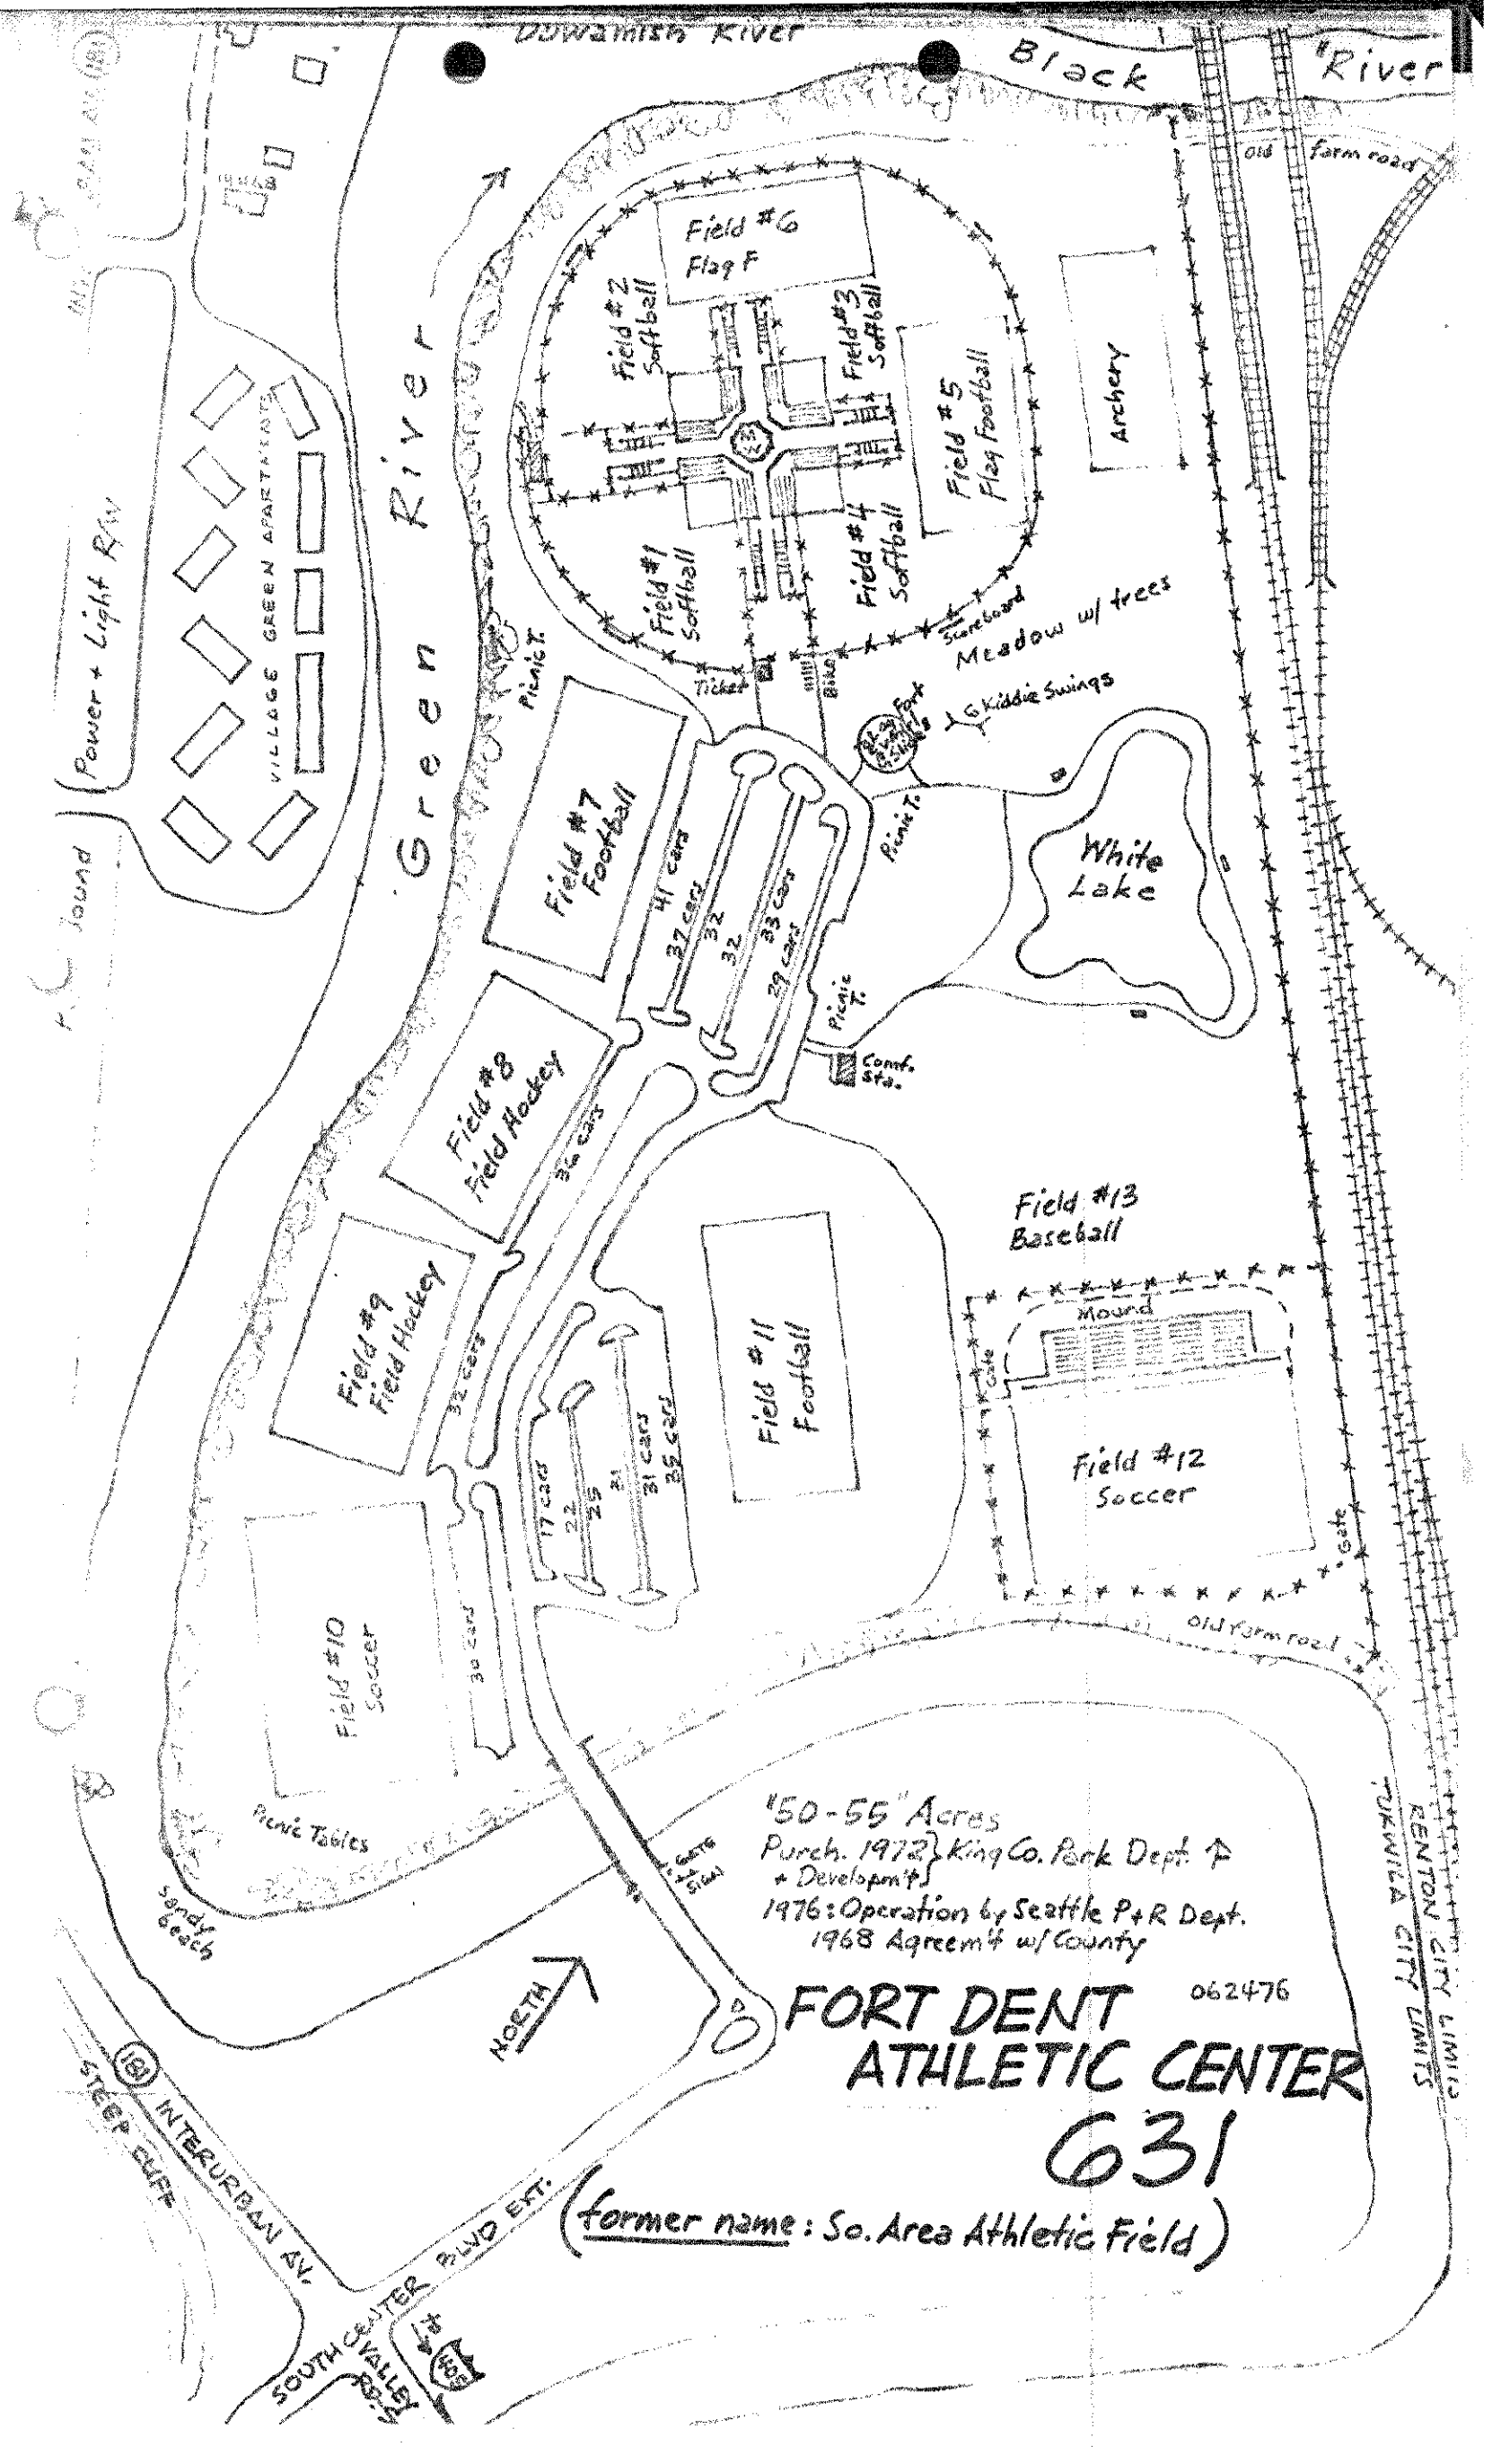 Duwamish River
Black "River
181
Old farm road
Field #6
Flag F
Field #2
Softball
Field #3
Softball
Field #5
Flag Football
Archery
Field #1
Softball
Field #4
Softball
Scoreboard
Meadow w/ trees
Ticket
Bike
Picnic T.
6 Kiddie Swings
Green River
VILLAGE GREEN APARTMENTS
Power + Light R/W
Field #7
Football
41 cars
37 cars
32
32
33 cars
29 cars
Picnic T.
White
Lake
Picnic
T.
Comf.
Sta.
Field #8
Field Hockey
36 cars
Field #9
Field Hockey
32 cars
Field #13
Baseball
Mound
Gate
Field #11
Football
17 cars
22
25
31
31 cars
35 cars
Field #12
Soccer
Gate
Field #10
Soccer
30 cars
Old farm road
Picnic Tables
Sandy
Beach
GATE
+ SIGN
"50-55" Acres
Purch. 1972} King Co. Park Dept.
+ Developm't}
1976: Operation by Seattle P+R Dept.
1968 Agreem't w/ County
NORTH
FORT DENT 062476
ATHLETIC CENTER
631
(former name: So. Area Athletic Field)
RENTON CITY LIMITS
TUKWILA CITY LIMITS
181 INTERURBAN AV.
STEEP CLIFF
SOUTH CENTER BLVD EXT.
VALLEY
405